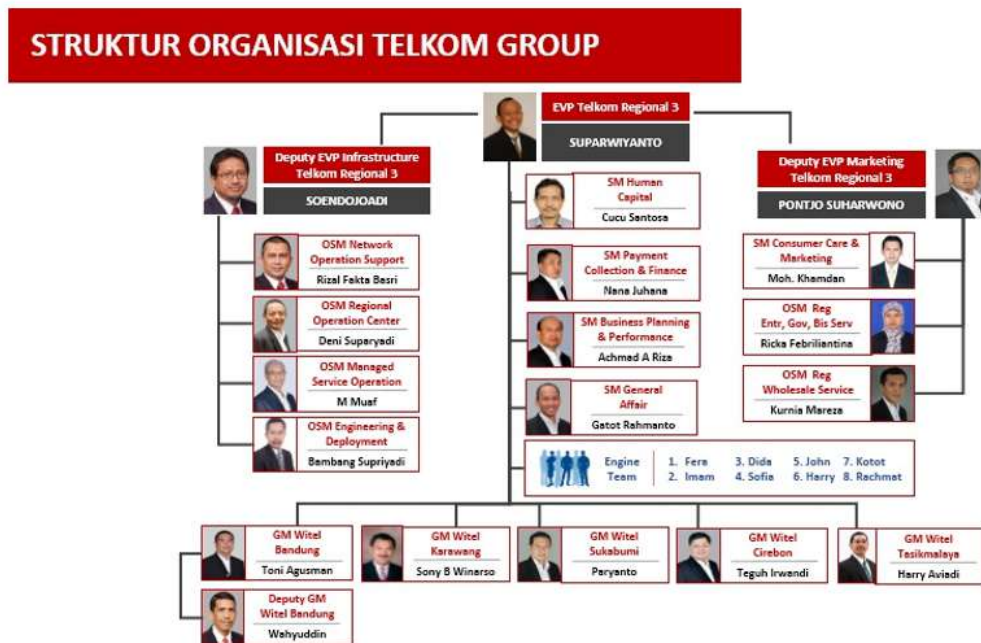 STRUKTUR ORGANISASI TELKOM GROUP
EVP Telkom Regional 3
SUPARWIYANTO
Deputy EVP Infrastructure
Telkom Regional 3
SOENDOJOADI
Deputy EVP Marketing
Telkom Regional 3
PONTJO SUHARWONO
OSM Network
Operation Support
Rizal Fakta Basri
OSM Regional
Operation Center
Deni Suparyadi
OSM Managed
Service Operation
M Muaf
OSM Engineering &
Deployment
Bambang Supriyadi
SM Human
Capital
Cucu Santosa
SM Payment
Collection & Finance
Nana Juhana
SM Business Planning
& Performance
Achmad A Riza
SM General
Affair
Gatot Rahmanto
SM Consumer Care &
Marketing
Moh. Khamdan
OSM Reg
Entr, Gov, Bis Serv
Ricka Febriliantina
OSM Reg
Wholesale Service
Kurnia Mareza
Engine
Team
1. Fera 3. Dida 5. John 7. Kotot
2. Imam 4. Sofia 6. Harry 8. Rachmat
GM Witel
Bandung
Toni Agusman
GM Witel
Karawang
Sony B Winarso
GM Witel
Sukabumi
Paryanto
GM Witel
Cirebon
Teguh Irwandi
GM Witel
Tasikmalaya
Harry Aviadi
Deputy GM
Witel Bandung
Wahyuddin